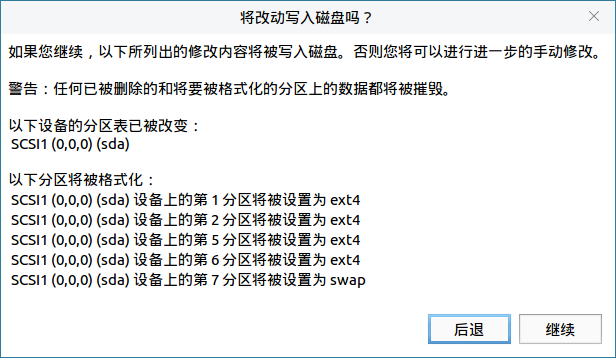 将改动写入磁盘吗？
如果您继续，以下所列出的修改内容将被写入磁盘。否则您将可以进行进一步的手动修改。
警告：任何已被删除的和将要被格式化的分区上的数据都将被摧毁。
以下设备的分区表已被改变：
SCSI1 (0,0,0) (sda)
以下分区将被格式化：
SCSI1 (0,0,0) (sda) 设备上的第 1 分区将被设置为 ext4
SCSI1 (0,0,0) (sda) 设备上的第 2 分区将被设置为 ext4
SCSI1 (0,0,0) (sda) 设备上的第 5 分区将被设置为 ext4
SCSI1 (0,0,0) (sda) 设备上的第 6 分区将被设置为 ext4
SCSI1 (0,0,0) (sda) 设备上的第 7 分区将被设置为 swap
后退 继续